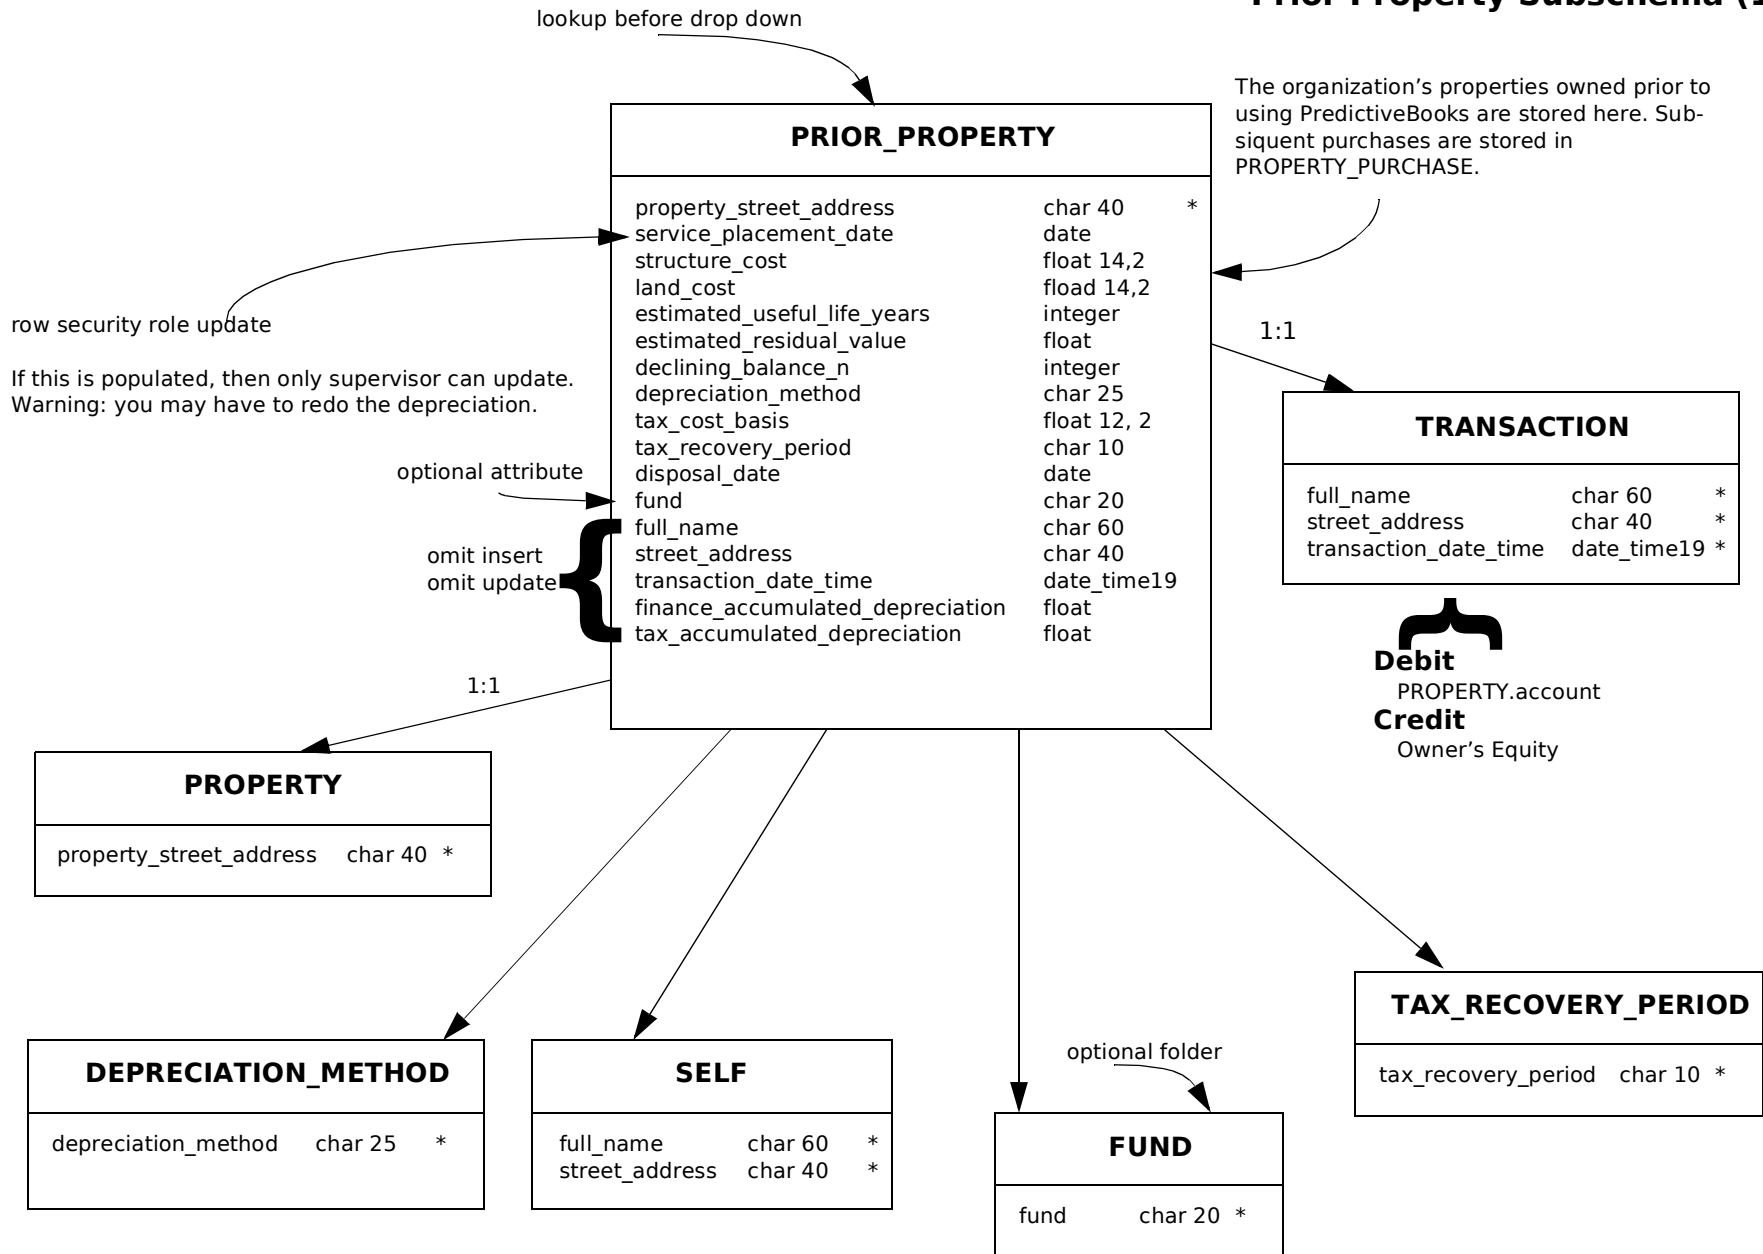 lookup before drop down
Prior Property Subschema (1
The organization’s properties owned prior to
using PredictiveBooks are stored here. Sub-
siquent purchases are stored in
PROPERTY_PURCHASE.
PRIOR_PROPERTY
property_street_address char 40 *
service_placement_date date
structure_cost float 14,2
land_cost fload 14,2
estimated_useful_life_years integer
estimated_residual_value float
declining_balance_n integer
depreciation_method char 25
tax_cost_basis float 12, 2
tax_recovery_period char 10
disposal_date date
fund char 20
full_name char 60
street_address char 40
transaction_date_time date_time19
finance_accumulated_depreciation float
tax_accumulated_depreciation float
row security role update
If this is populated, then only supervisor can update.
Warning: you may have to redo the depreciation.
optional attribute
omit insert
omit update
{
1:1
TRANSACTION
full_name char 60 *
street_address char 40 *
transaction_date_time date_time19 *
{
Debit
PROPERTY.account
Credit
Owner’s Equity
1:1
PROPERTY
property_street_address char 40 *
DEPRECIATION_METHOD
depreciation_method char 25 *
SELF
full_name char 60 *
street_address char 40 *
optional folder
FUND
fund char 20 *
TAX_RECOVERY_PERIOD
tax_recovery_period char 10 *